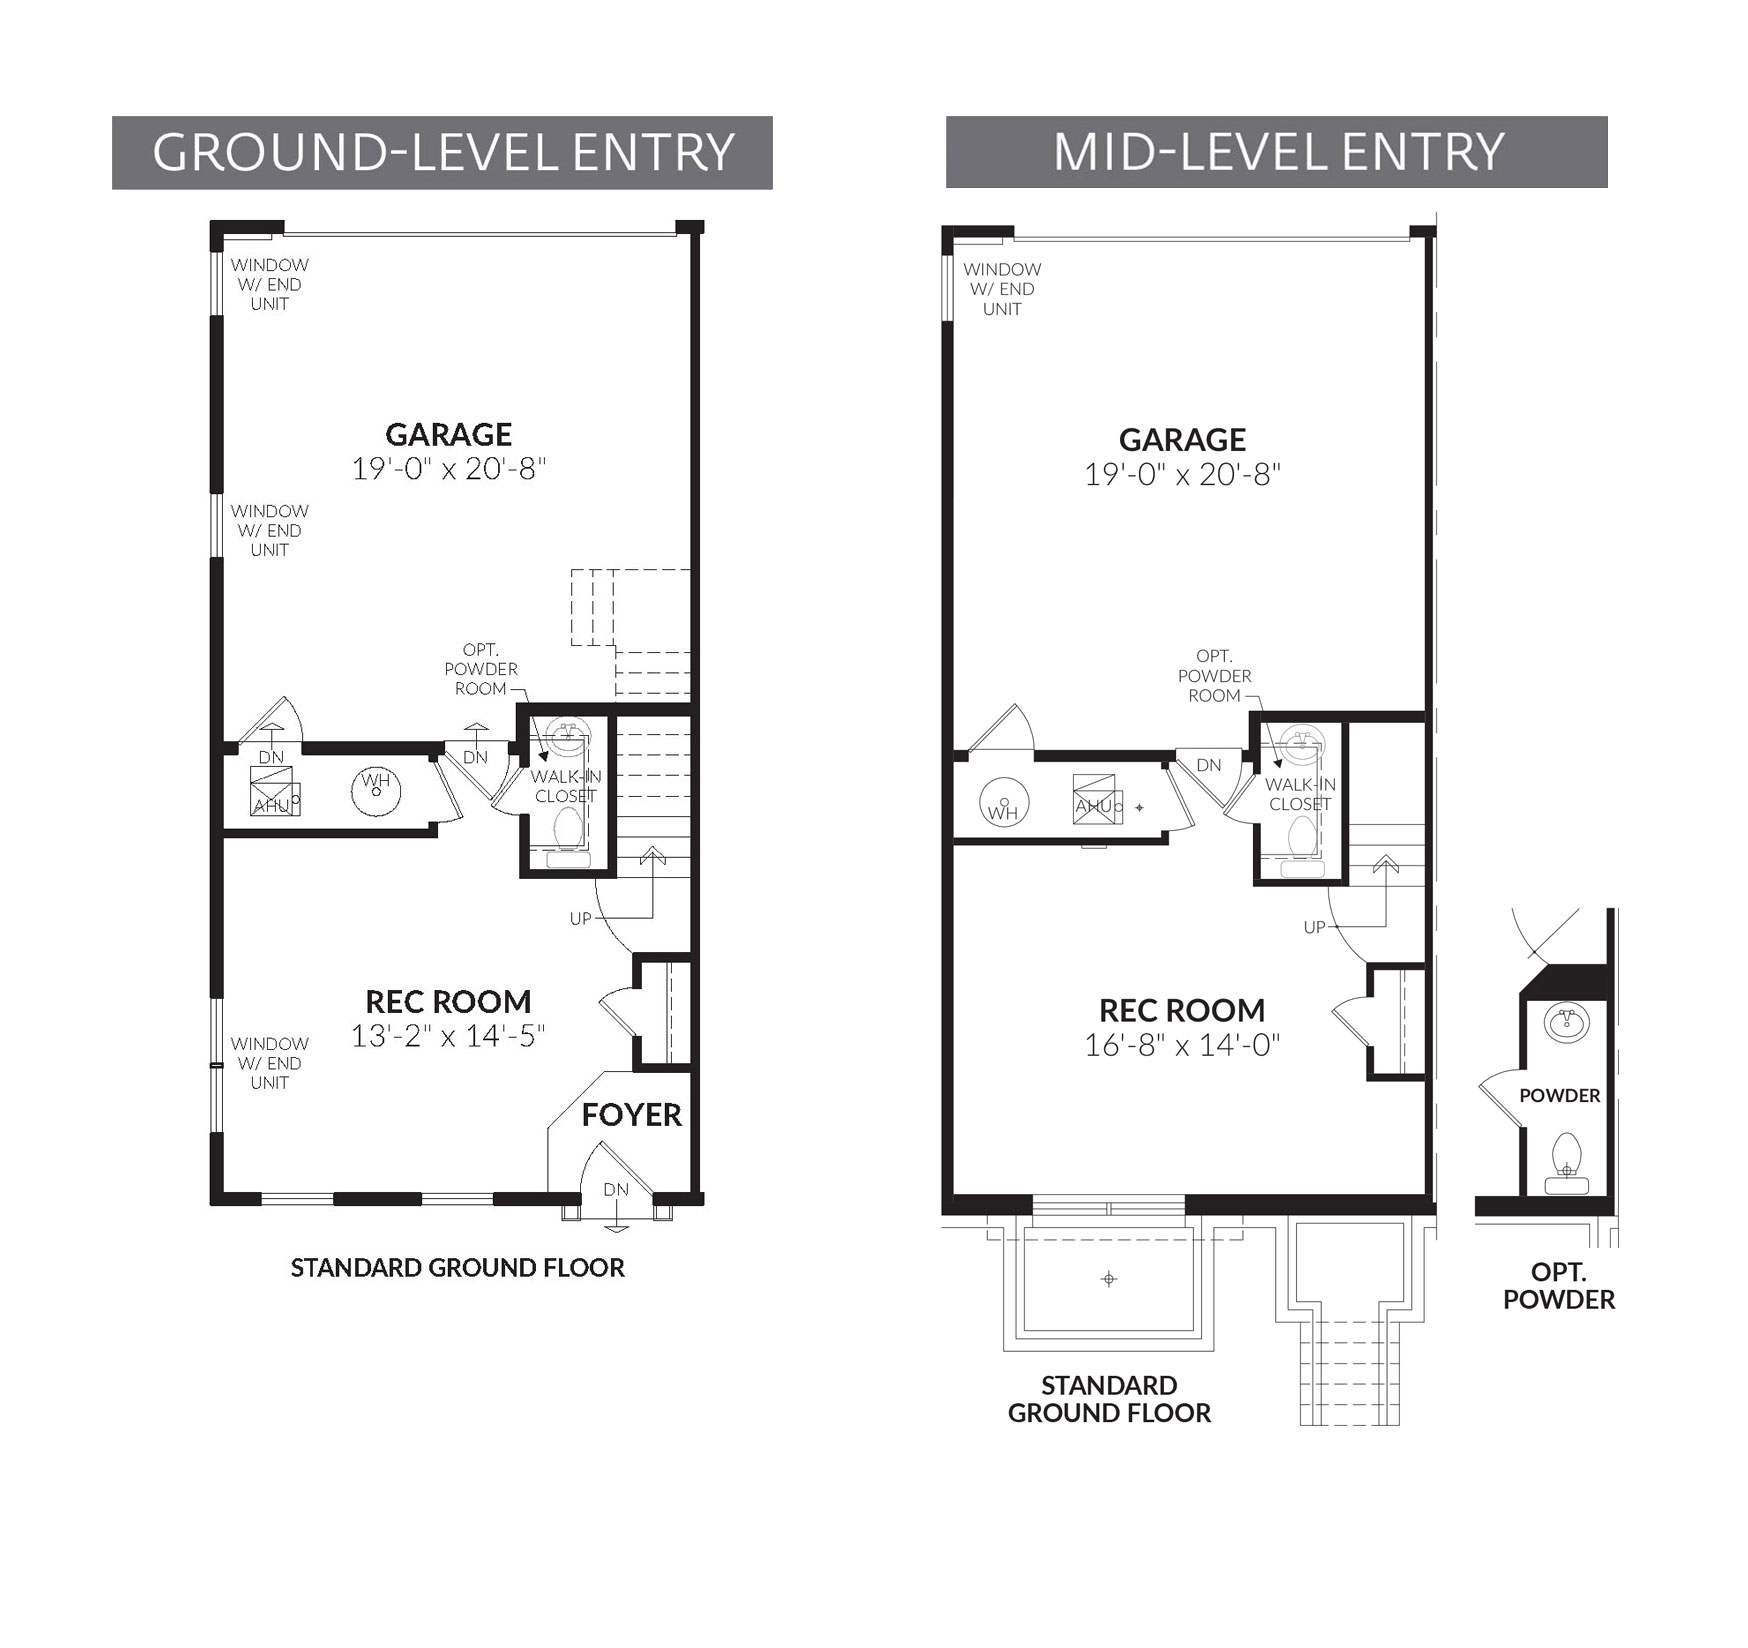 GROUND-LEVEL ENTRY
WINDOW
W/ END
UNIT
GARAGE
19'-0" x 20'-8"
WINDOW
W/ END
UNIT
OPT.
POWDER
ROOM
DN
DN
WH
AHU
WALK-IN
CLOSET
UP
REC ROOM
13'-2" x 14'-5"
WINDOW
W/ END
UNIT
FOYER
DN
STANDARD GROUND FLOOR
MID-LEVEL ENTRY
WINDOW
W/ END
UNIT
GARAGE
19'-0" x 20'-8"
OPT.
POWDER
ROOM
DN
WH
AHU
WALK-IN
CLOSET
UP
REC ROOM
16'-8" x 14'-0"
STANDARD
GROUND FLOOR
POWDER
OPT.
POWDER